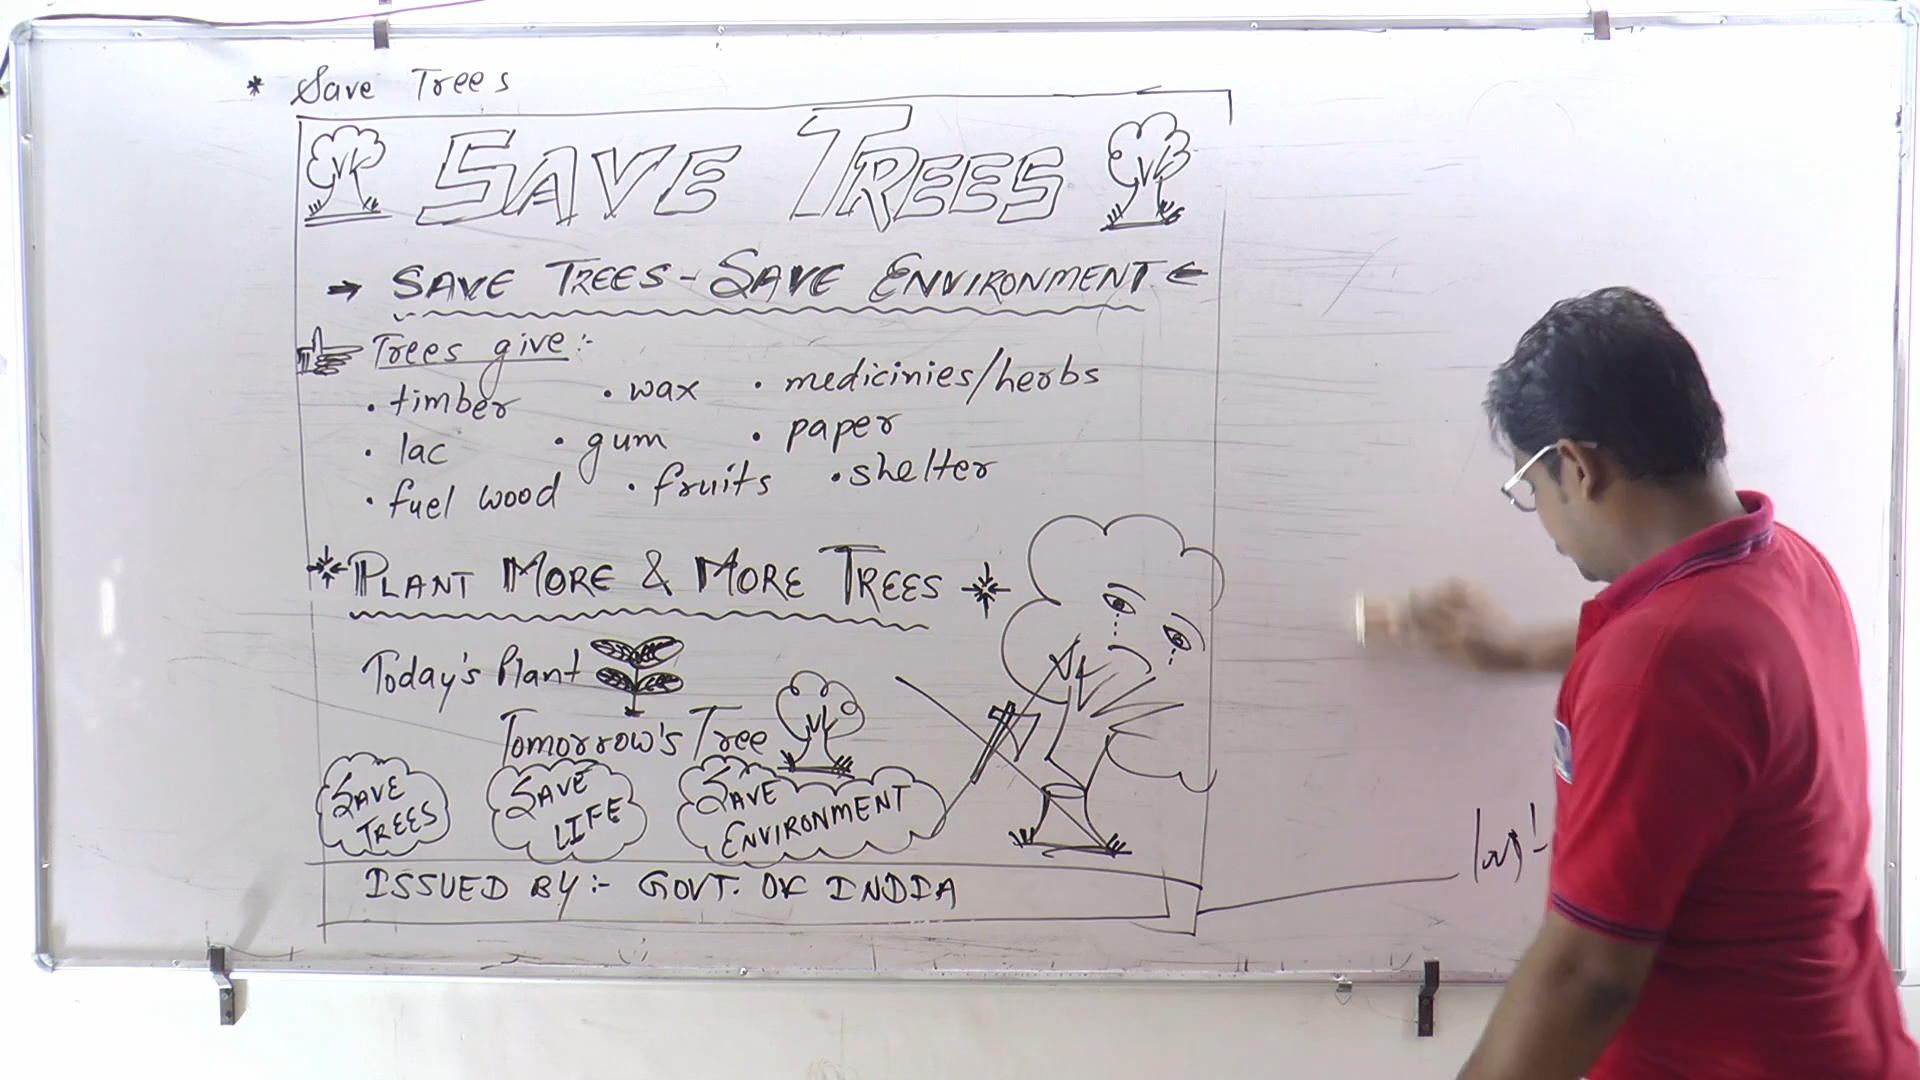 * Save Trees
SAVE TREES
→ SAVE TREES - SAVE ENVIRONMENT ←
Trees give :-
• timber • wax • medicinies/herbs
• lac • gum • paper
• fuel wood • fruits • shelter
PLANT MORE & MORE TREES
Today's Plant
Tomorrow's Tree
SAVE TREES
SAVE LIFE
SAVE ENVIRONMENT
ISSUED BY :- GOVT. OF INDIA